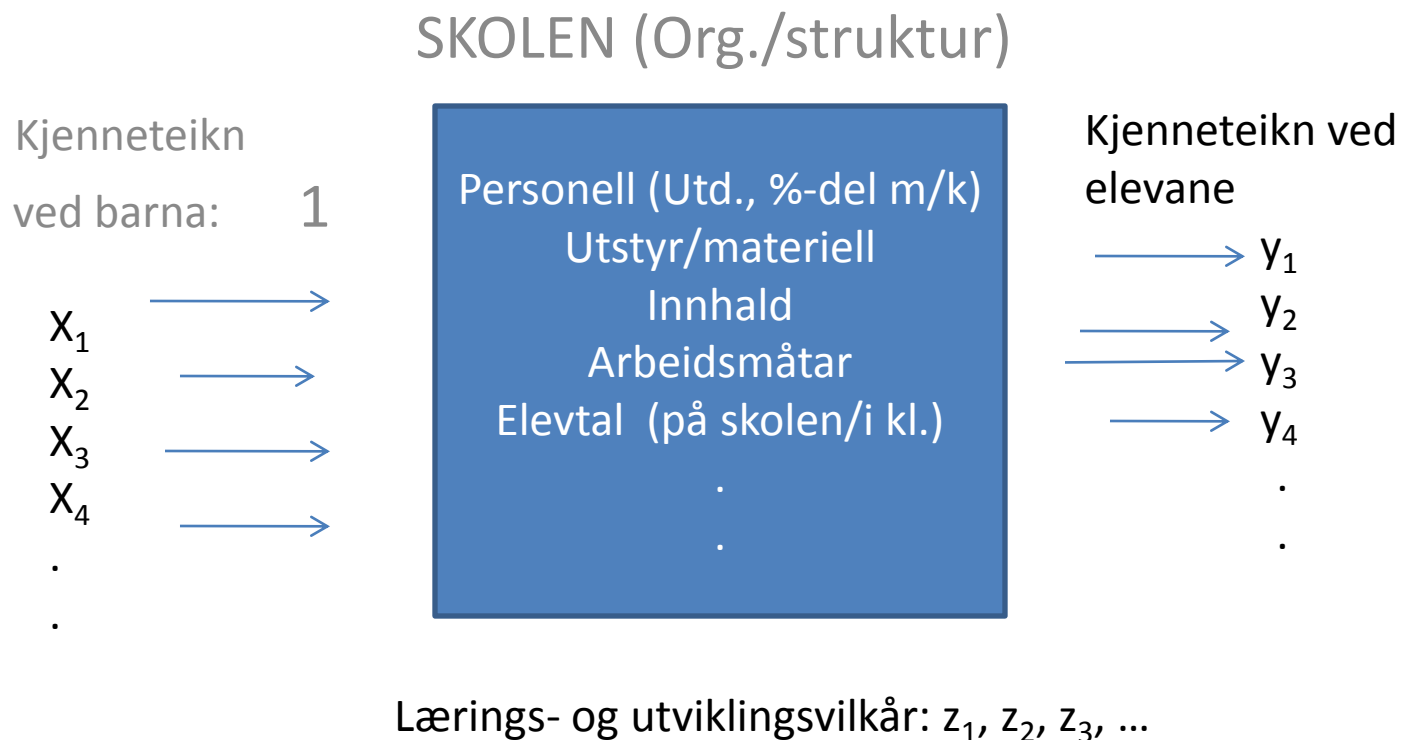 SKOLEN (Org./struktur)
Kjenneteikn
ved barna: 1
X₁
X₂
X₃
X₄
.
.
Personell (Utd., %-del m/k)
Utstyr/materiell
Innhald
Arbeidsmåtar
Elevtal (på skolen/i kl.)
.
.
Kjenneteikn ved
elevane
y₁
y₂
y₃
y₄
.
.
Lærings- og utviklingsvilkår: z₁, z₂, z₃, ...